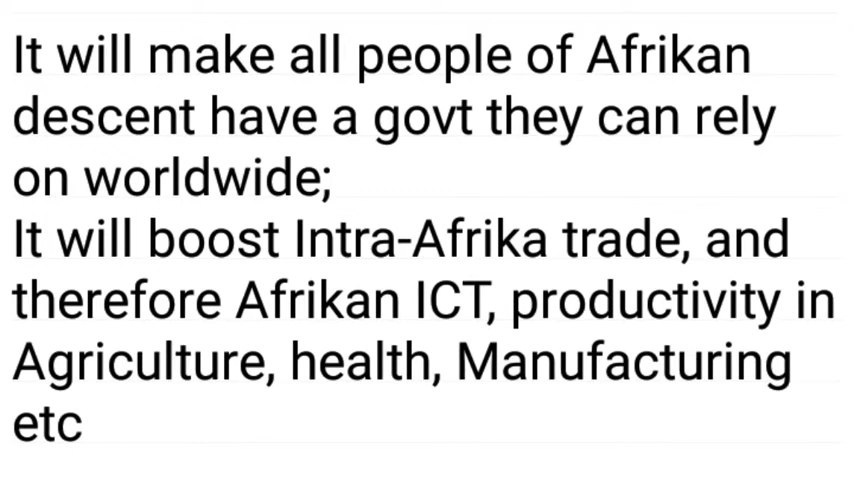 It will make all people of Afrikan
descent have a govt they can rely
on worldwide;
It will boost Intra-Afrika trade, and
therefore Afrikan ICT, productivity in
Agriculture, health, Manufacturing
etc